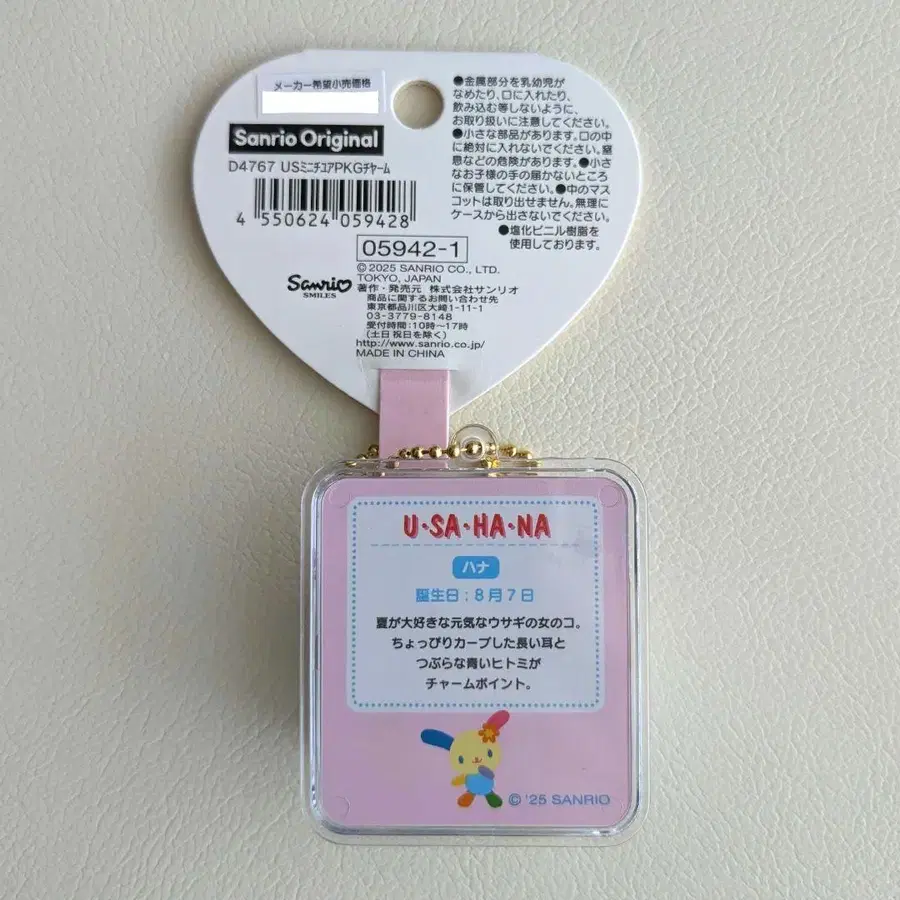 メーカー希望小売価格
Sanrio Original
D4767 USミニチュアPKGチャーム
4 550624 059428
05942-1
© 2025 SANRIO CO., LTD.
TOKYO, JAPAN
Sanrio
SMILES
著作・発売元 株式会社サンリオ
商品に関するお問い合わせ先
東京都品川区大崎1-11-1
03-3779-8148
受付時間:10時〜17時
(土日 祝日を除く)
http://www.sanrio.co.jp/
MADE IN CHINA
●金属部分を乳幼児が
なめたり、口に入れたり、
飲み込む等しないように、
お取り扱いに注意してください。
●小さな部品があります。口の中
に絶対に入れないでください。窒
息などの危険があります。●小さ
なお子様の手の届かないところ
に保管してください。●中のマス
コットは取り出せません。無理に
ケースから出さないでください。
●塩化ビニル樹脂を
使用しております。
U・SA・HA・NA
ハナ
誕生日:8月7日
夏が大好きな元気なウサギの女のコ。
ちょっぴりカーブした長い耳と
つぶらな青いヒトミが
チャームポイント。
© '25 SANRIO